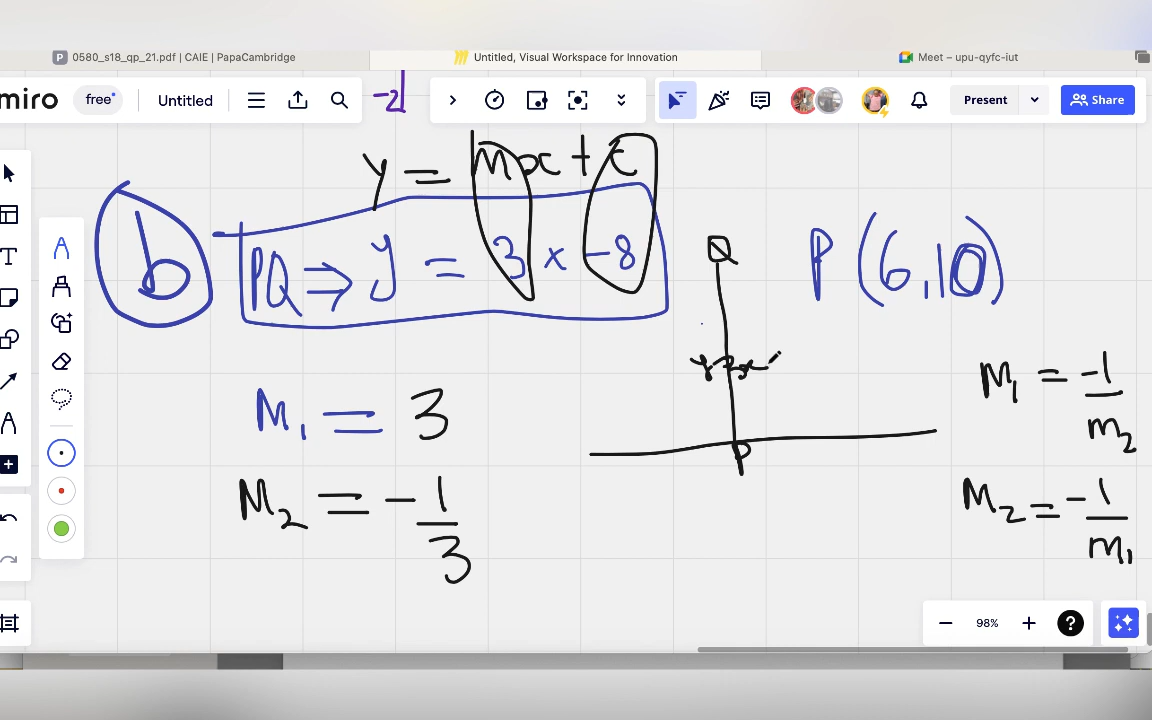 0580_s18_qp_21.pdf | CAIE | PapaCambridge
Untitled, Visual Workspace for Innovation
Meet – upu-qyfc-iut
miro
free
Untitled
-2
Present
Share
y = mx + c
b
PQ ⇒ y = 3x -8
Q
P (6,10)
M₁ = 3
M₁ = -1/m₂
P
M₂ = -1/3
M₂ = -1/m₁
98%